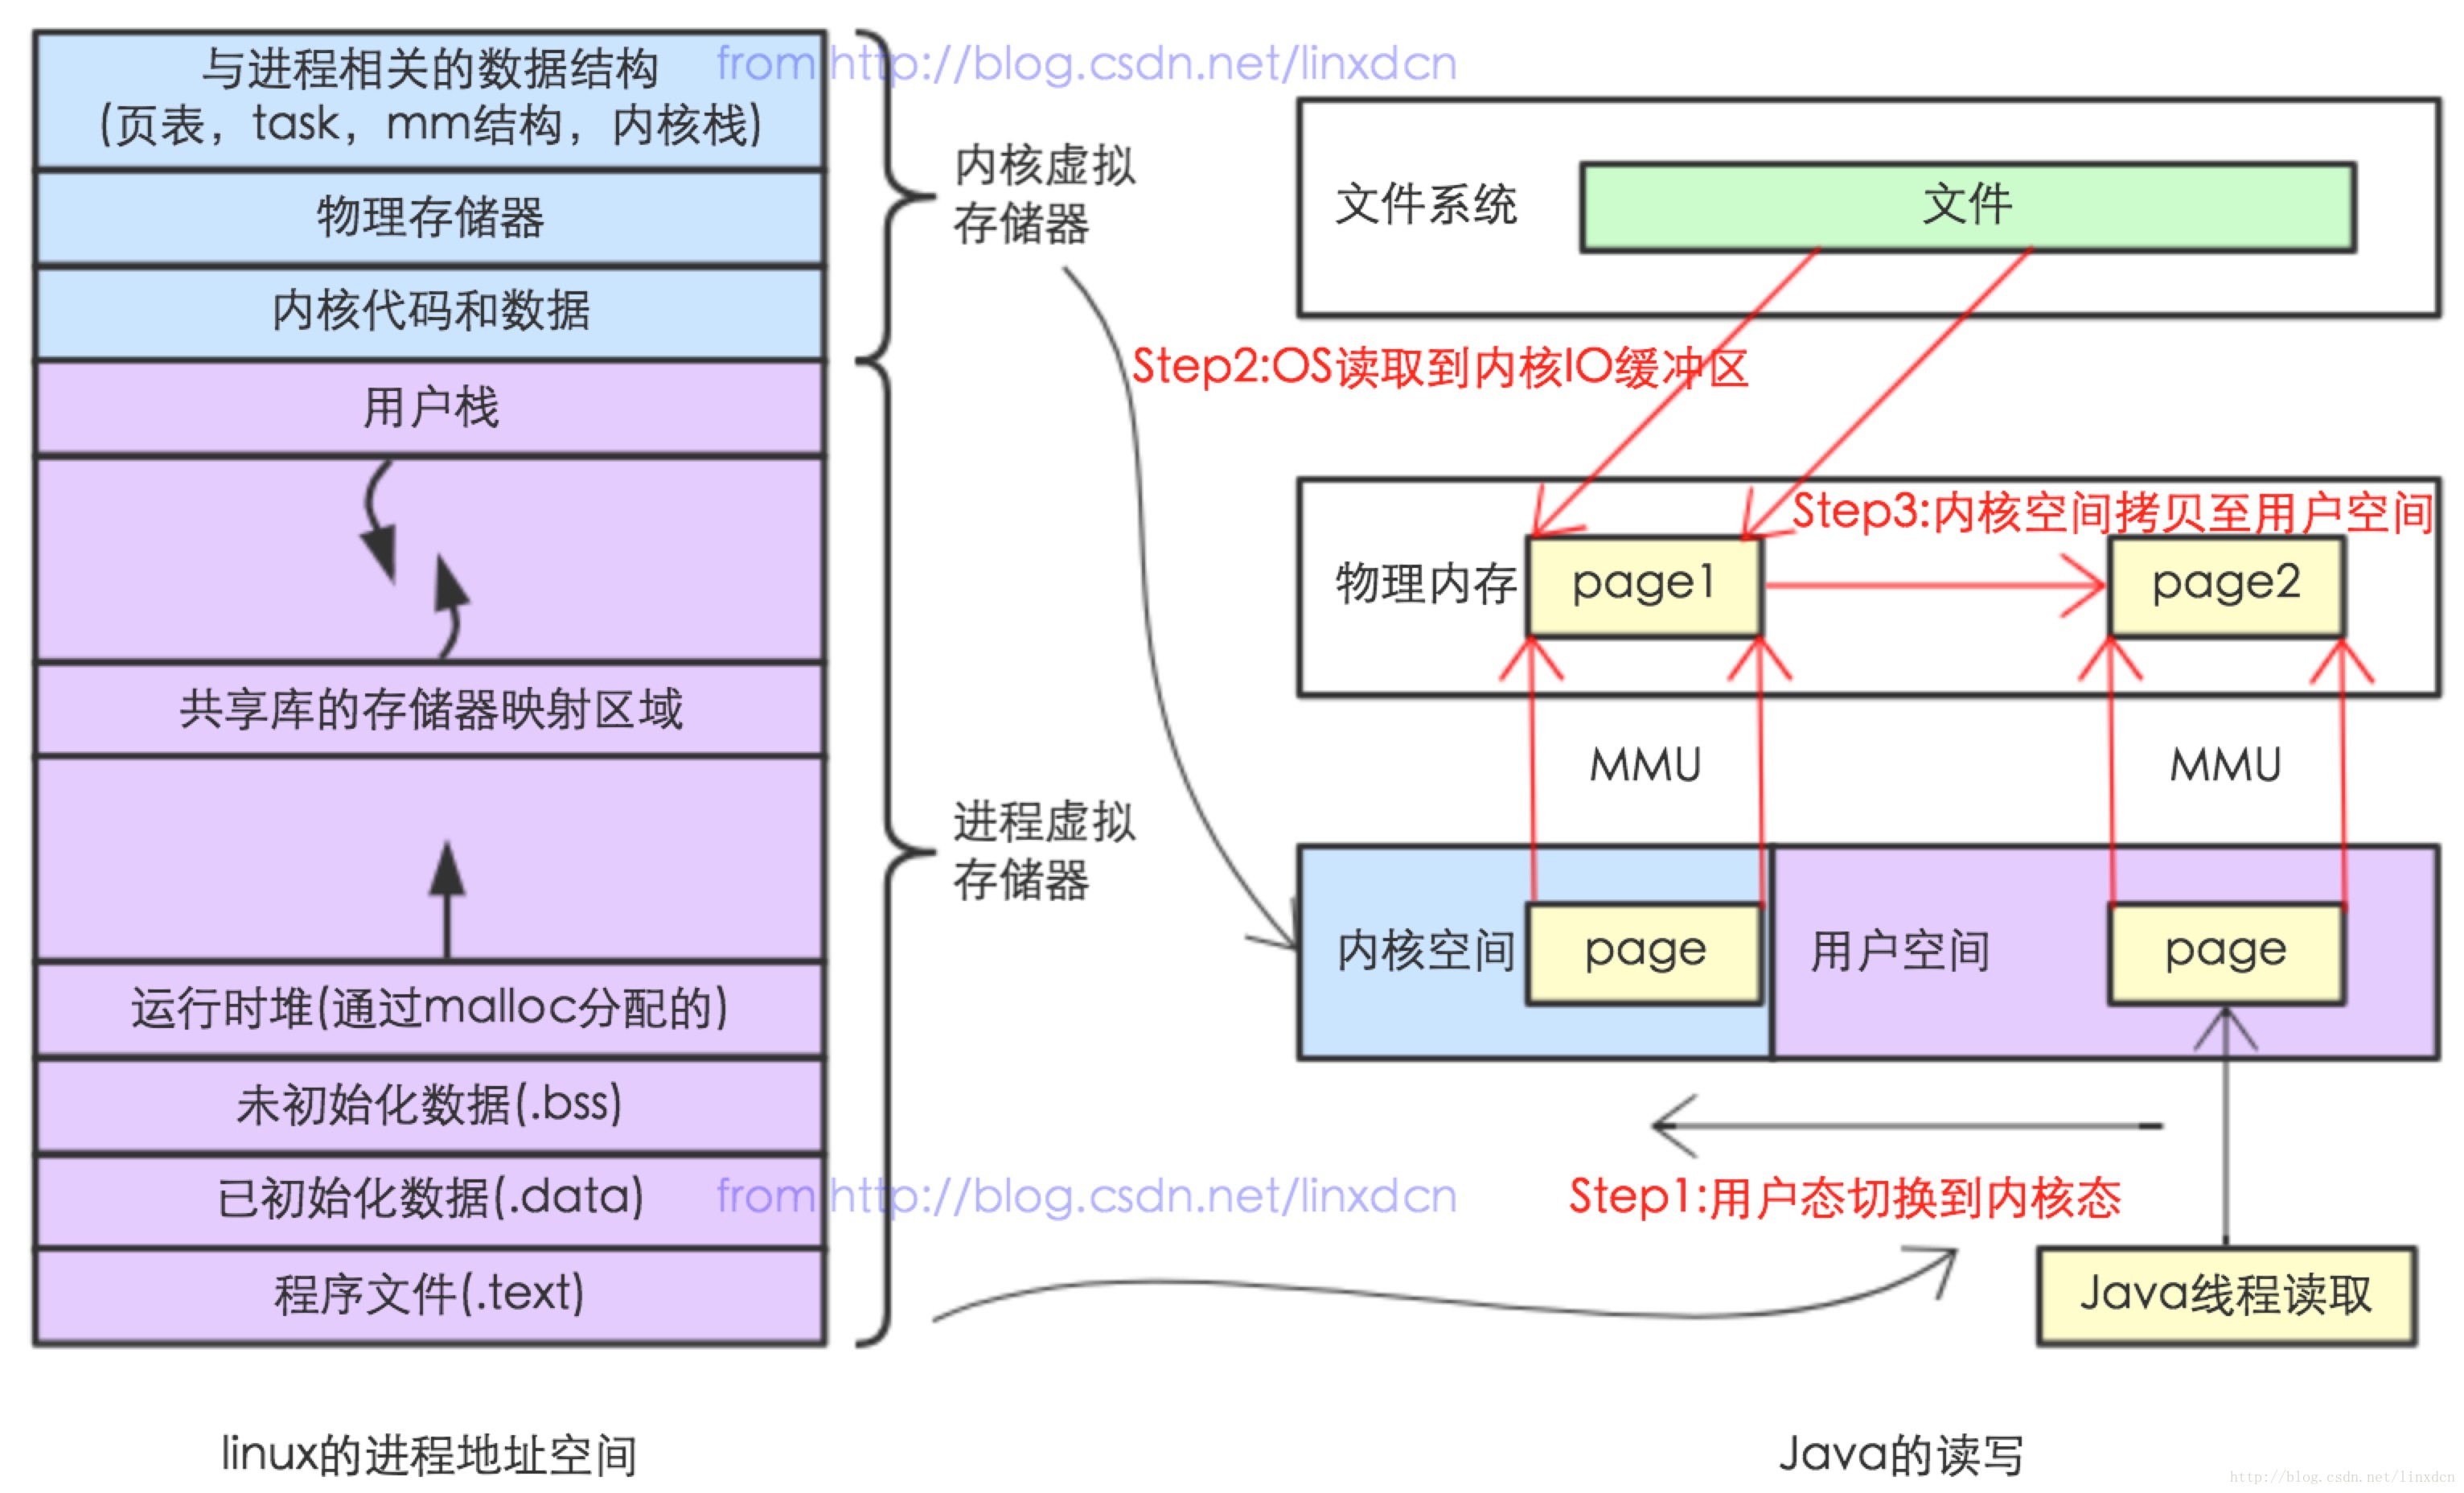 与进程相关的数据结构
(页表，task，mm结构，内核栈)
物理存储器
内核代码和数据
用户栈
共享库的存储器映射区域
运行时堆(通过malloc分配的)
未初始化数据(.bss)
已初始化数据(.data)
程序文件(.text)
linux的进程地址空间
from http://blog.csdn.net/linxdcn
内核虚拟
存储器
进程虚拟
存储器
from http://blog.csdn.net/linxdcn
文件系统
文件
Step2:OS读取到内核IO缓冲区
Step3:内核空间拷贝至用户空间
物理内存
page1
page2
MMU
MMU
内核空间
page
用户空间
page
Step1:用户态切换到内核态
Java线程读取
Java的读写
http://blog.csdn.net/linxdcn